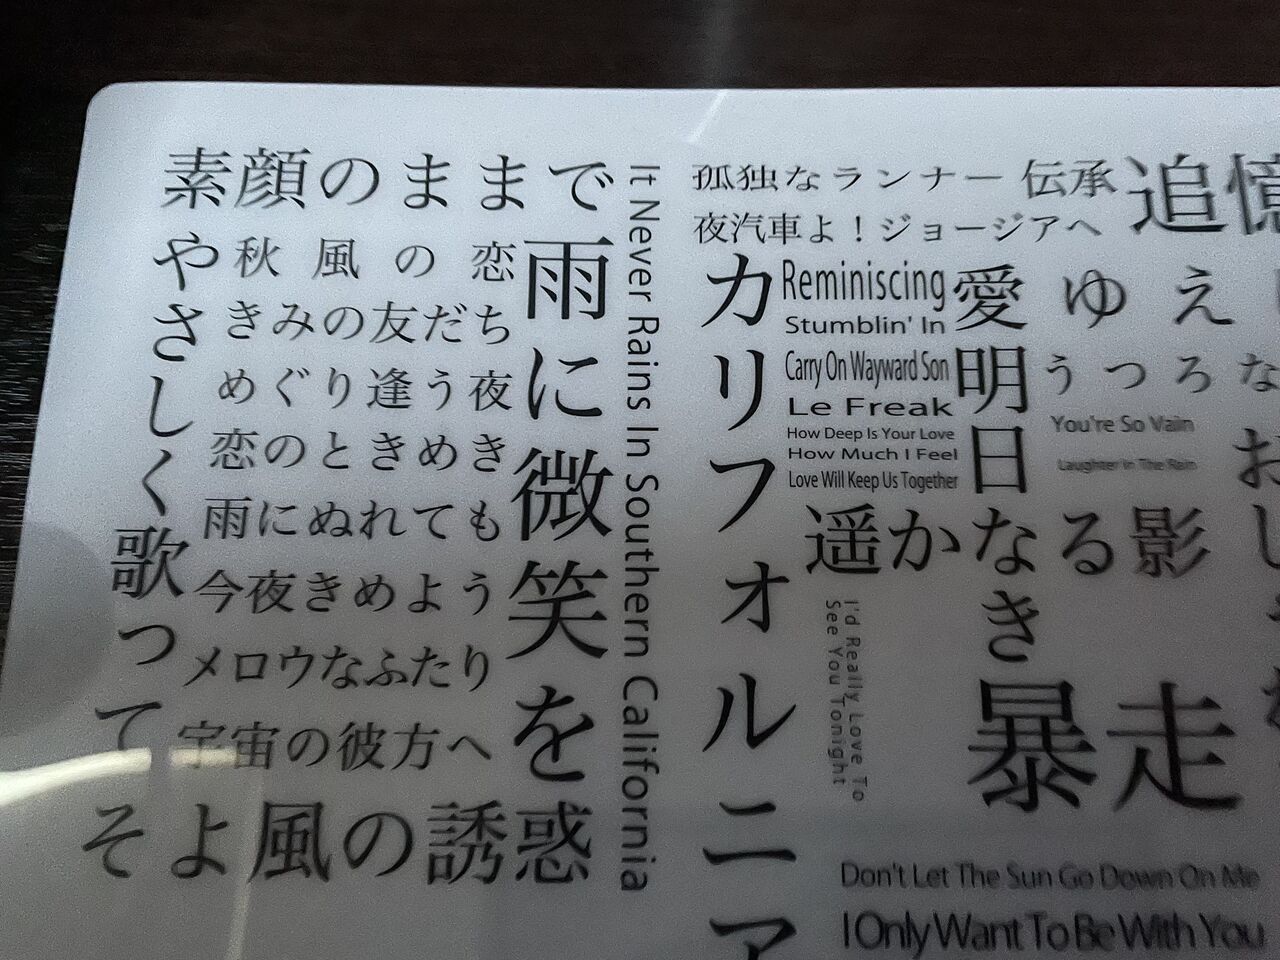 素顔のままで
やさしく歌って
秋風の恋
きみの友だち
めぐり逢う夜
恋のときめき
雨にぬれても
今夜きめよう
メロウなふたり
宇宙の彼方へ
そよ風の誘惑
雨に微笑を
It Never Rains In Southern California
孤独なランナー
伝承
夜汽車よ!ジョージアへ
追憶
カリフォルニア
Reminiscing
Stumblin' In
Carry On Wayward Son
Le Freak
How Deep Is Your Love
How Much I Feel
Love Will Keep Us Together
愛ゆえ
明日なき暴走
うつろな
You're So Vain
Laughter In The Rain
遥かなる影
I'd Really Love To
See You Tonight
Don't Let The Sun Go Down On Me
I Only Want To Be With You